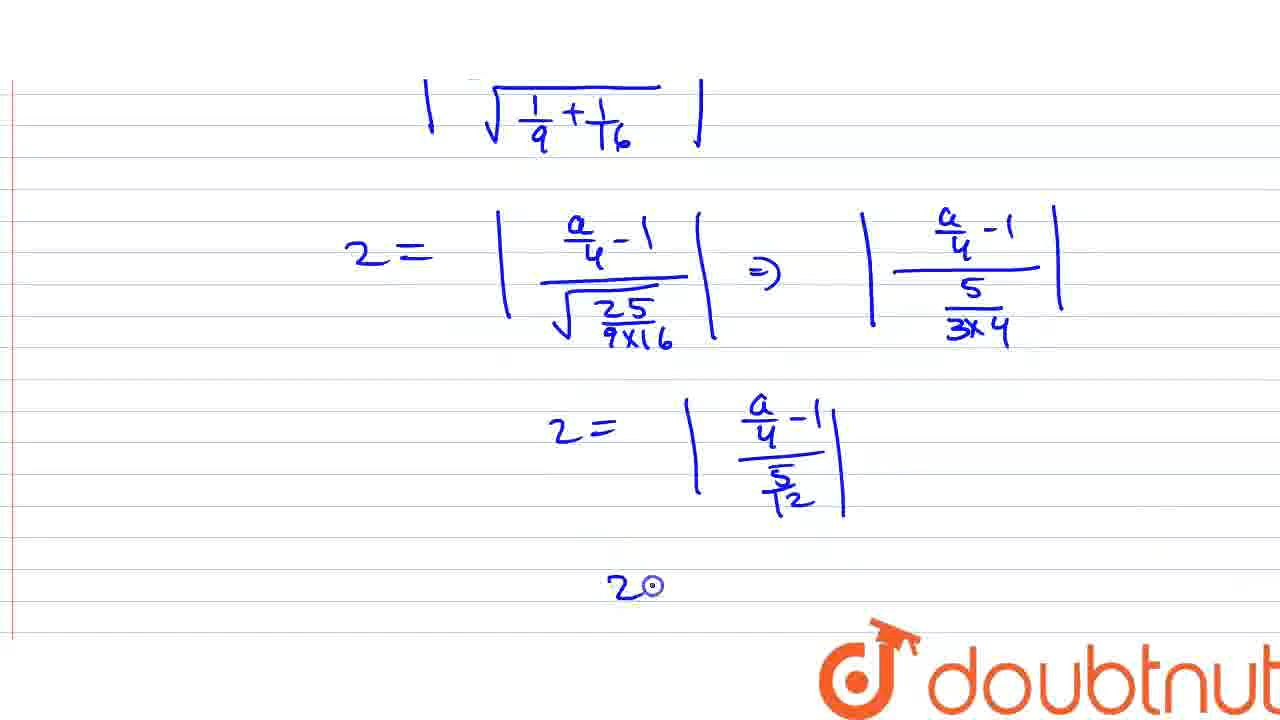 | √(1/9 + 1/16) |
2 = | (a/4 - 1) / √(25/(9×16)) | ⇒ | (a/4 - 1) / (5/(3×4)) |
2 = | (a/4 - 1) / (5/12) |
2
doubtnut